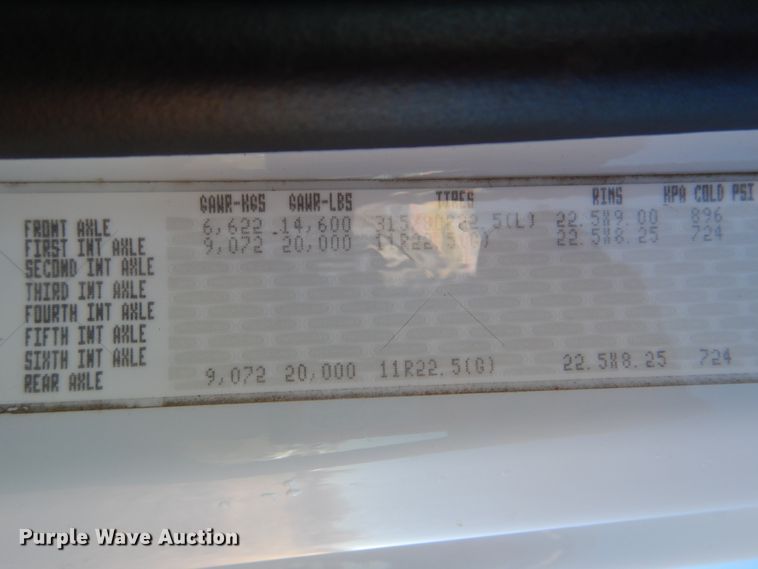 GAWR-KGS GAWR-LBS TIRES RIMS KPA COLD PSI
FRONT AXLE 6,622 14,600 22.5X9.00 896
FIRST INT AXLE 9,072 20,000 11R22.5(G) 22.5X8.25 724
SECOND INT AXLE
THIRD INT AXLE
FOURTH INT AXLE
FIFTH INT AXLE
SIXTH INT AXLE
REAR AXLE 9,072 20,000 11R22.5(G) 22.5X8.25 724
Purple Wave Auction